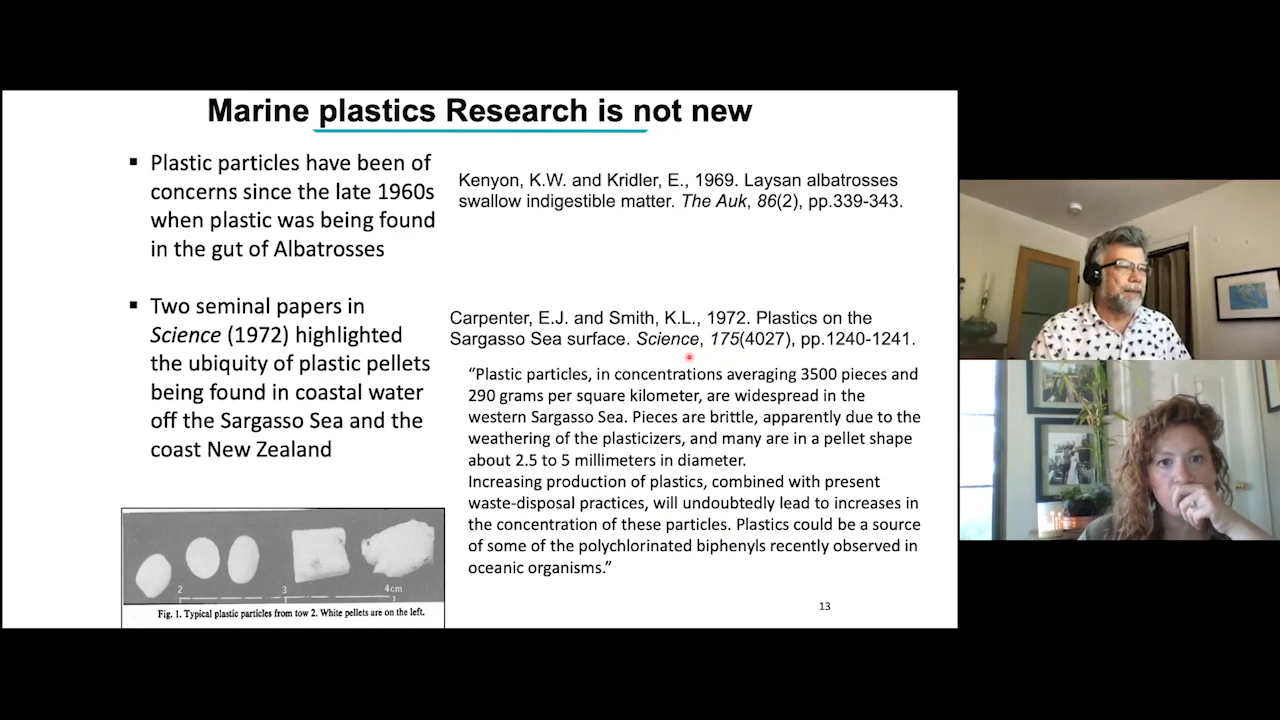 Marine plastics Research is not new
▪ Plastic particles have been of
concerns since the late 1960s
when plastic was being found
in the gut of Albatrosses
Kenyon, K.W. and Kridler, E., 1969. Laysan albatrosses
swallow indigestible matter. The Auk, 86(2), pp.339-343.
▪ Two seminal papers in
Science (1972) highlighted
the ubiquity of plastic pellets
being found in coastal water
off the Sargasso Sea and the
coast New Zealand
Carpenter, E.J. and Smith, K.L., 1972. Plastics on the
Sargasso Sea surface. Science, 175(4027), pp.1240-1241.
“Plastic particles, in concentrations averaging 3500 pieces and
290 grams per square kilometer, are widespread in the
western Sargasso Sea. Pieces are brittle, apparently due to the
weathering of the plasticizers, and many are in a pellet shape
about 2.5 to 5 millimeters in diameter.
Increasing production of plastics, combined with present
waste-disposal practices, will undoubtedly lead to increases in
the concentration of these particles. Plastics could be a source
of some of the polychlorinated biphenyls recently observed in
oceanic organisms.”
2 3 4cm
Fig. 1. Typical plastic particles from tow 2. White pellets are on the left.
13